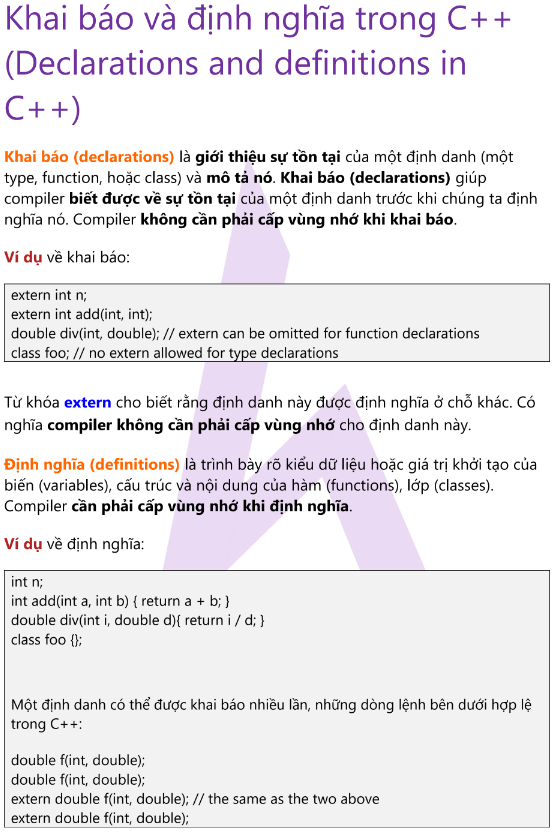 Khai báo và định nghĩa trong C++
(Declarations and definitions in
C++)
Khai báo (declarations) là giới thiệu sự tồn tại của một định danh (một
type, function, hoặc class) và mô tả nó. Khai báo (declarations) giúp
compiler biết được về sự tồn tại của một định danh trước khi chúng ta định
nghĩa nó. Compiler không cần phải cấp vùng nhớ khi khai báo.
Ví dụ về khai báo:
extern int n;
extern int add(int, int);
double div(int, double); // extern can be omitted for function declarations
class foo; // no extern allowed for type declarations
Từ khóa extern cho biết rằng định danh này được định nghĩa ở chỗ khác. Có
nghĩa compiler không cần phải cấp vùng nhớ cho định danh này.
Định nghĩa (definitions) là trình bày rõ kiểu dữ liệu hoặc giá trị khởi tạo của
biến (variables), cấu trúc và nội dung của hàm (functions), lớp (classes).
Compiler cần phải cấp vùng nhớ khi định nghĩa.
Ví dụ về định nghĩa:
int n;
int add(int a, int b) { return a + b; }
double div(int i, double d){ return i / d; }
class foo {};
Một định danh có thể được khai báo nhiều lần, những dòng lệnh bên dưới hợp lệ
trong C++:
double f(int, double);
double f(int, double);
extern double f(int, double); // the same as the two above
extern double f(int, double);